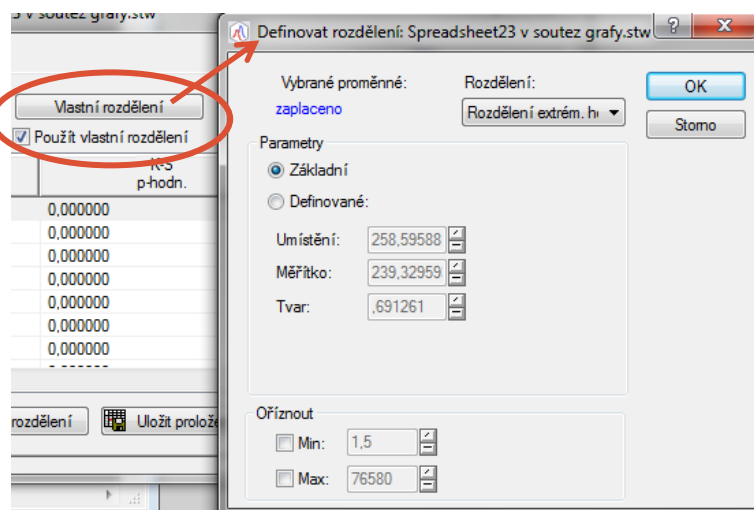 v soutez grafy.stw
Vlastní rozdělení
Použít vlastní rozdělení
K-S
p-hodn.
0,000000
0,000000
0,000000
0,000000
0,000000
0,000000
0,000000
rozdělení
Uložit prolože
Definovat rozdělení: Spreadsheet23 v soutez grafy.stw
Vybrané proměnné:
Rozdělení:
OK
zaplaceno
Rozdělení extrém. h
Storno
Parametry
Základní
Definované:
Umístění: 258,59588
Měřítko: 239,32959
Tvar: ,691261
Oříznout
Min: 1,5
Max: 76580